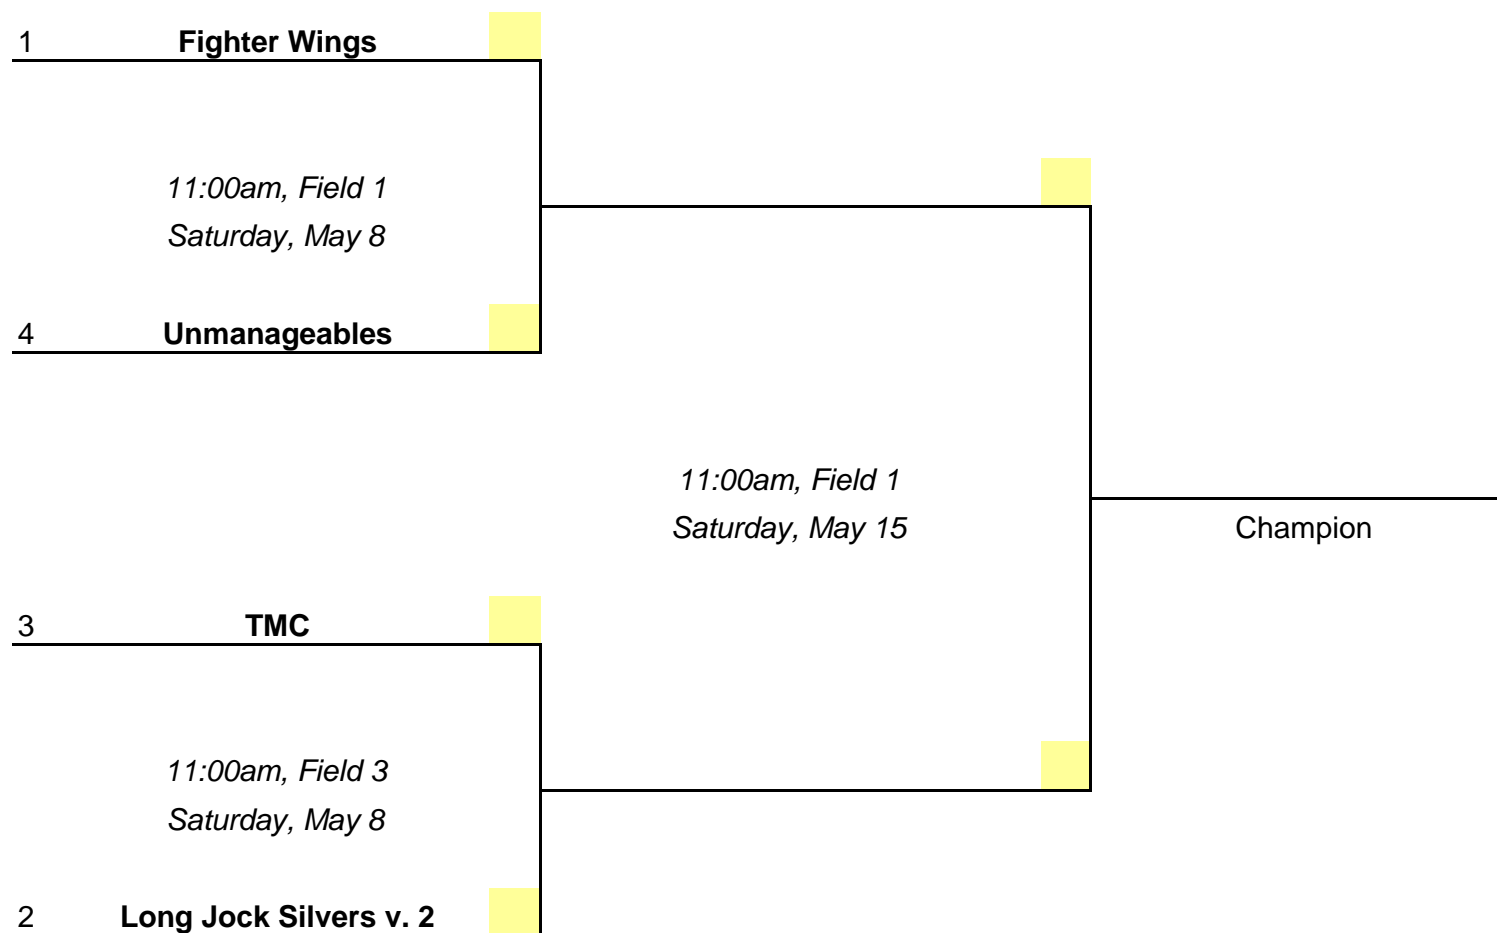 1 Fighter Wings
11:00am, Field 1
Saturday, May 8
4 Unmanageables
11:00am, Field 1
Saturday, May 15
Champion
3 TMC
11:00am, Field 3
Saturday, May 8
2 Long Jock Silvers v. 2